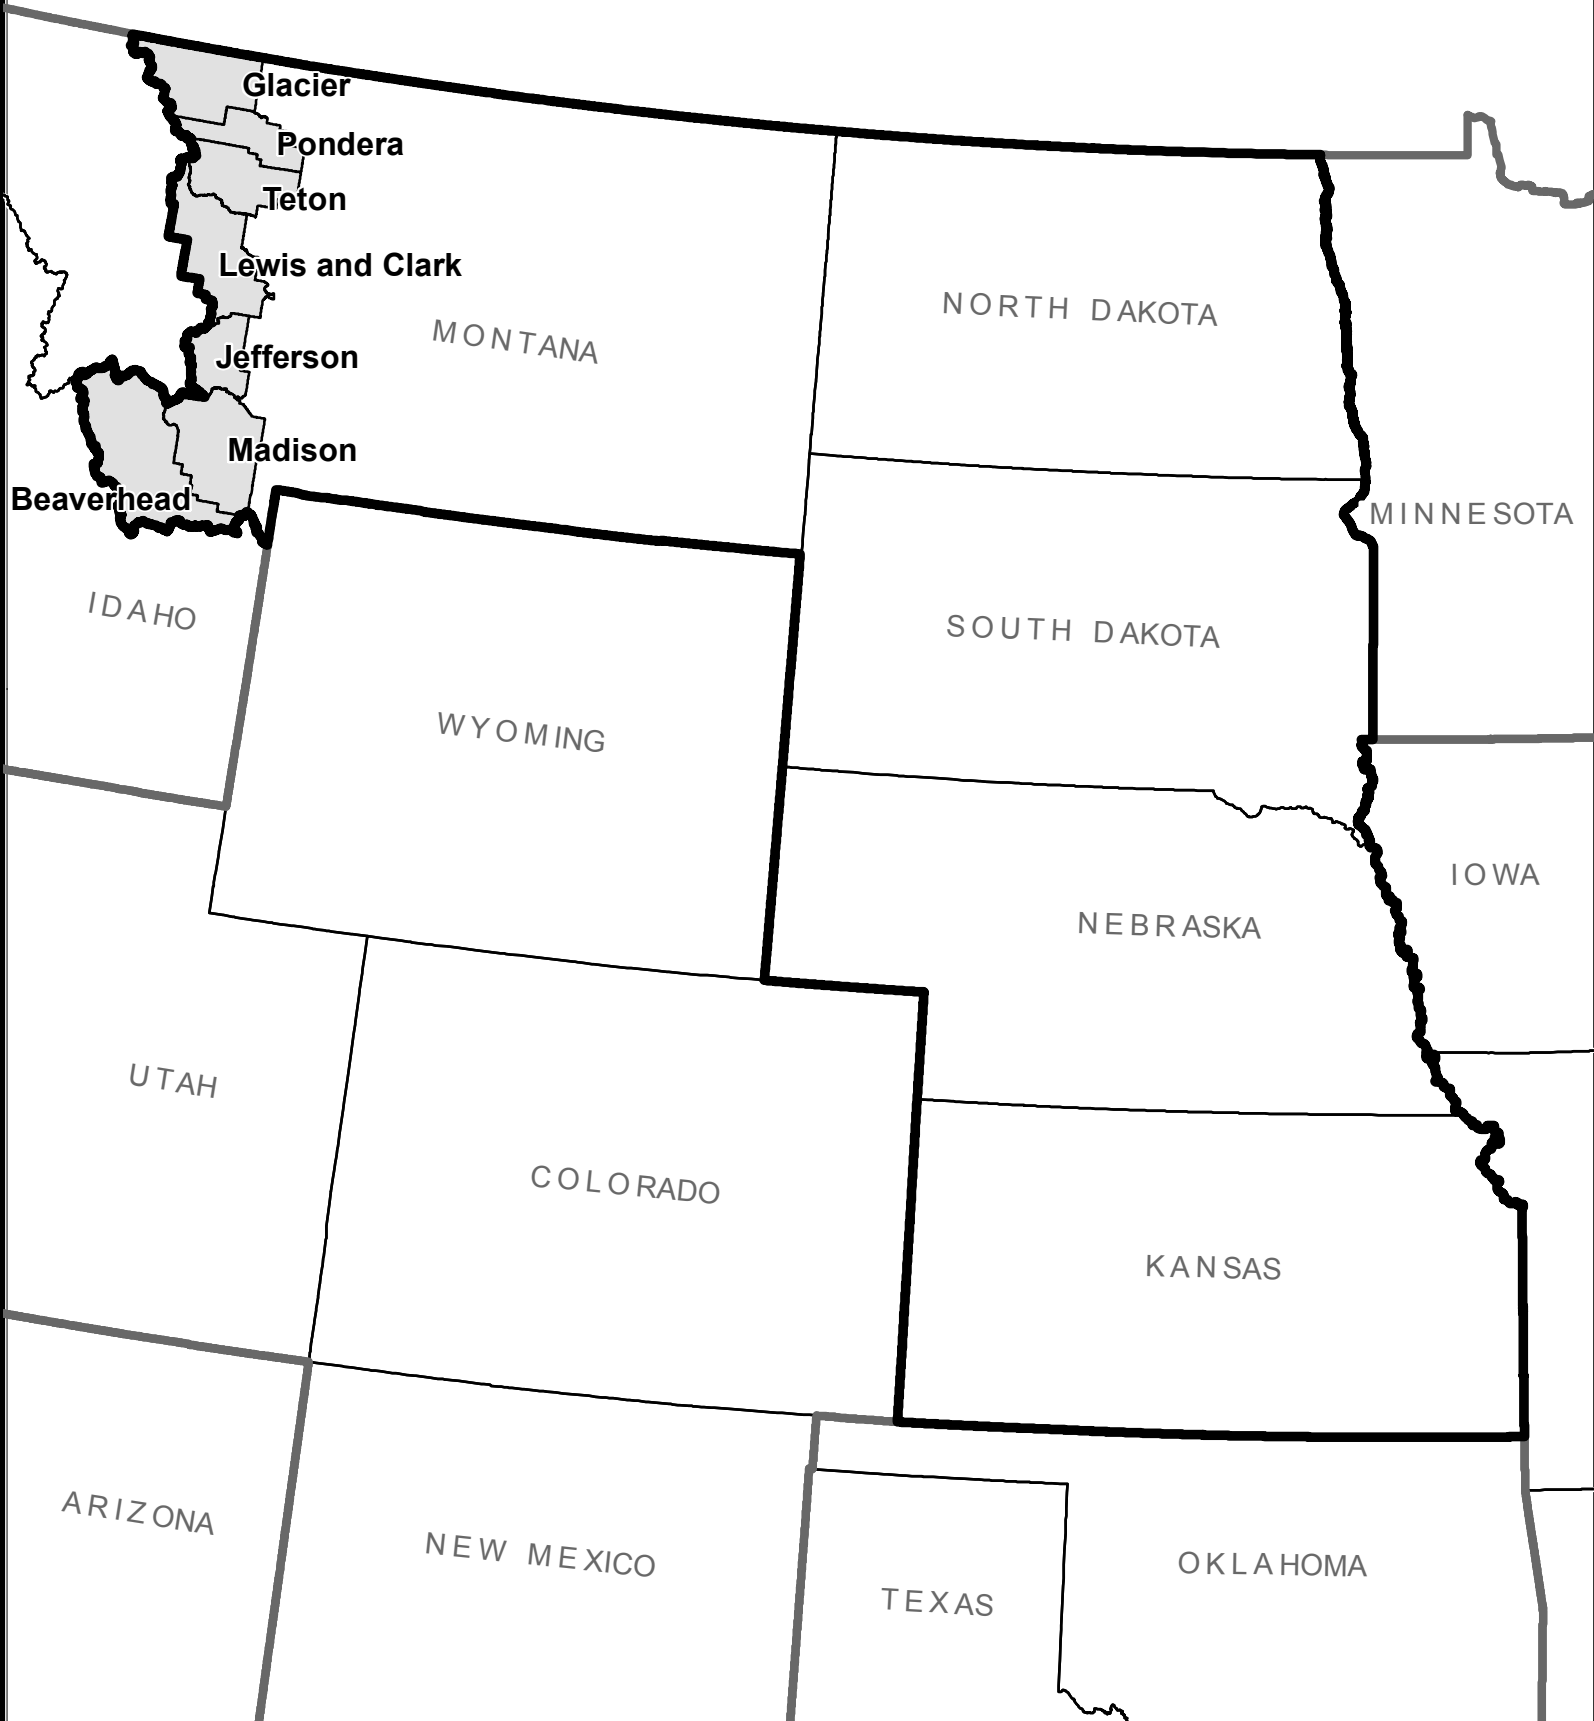 Glacier
Pondera
Teton
Lewis and Clark
NORTH DAKOTA
MONTANA
Jefferson
Madison
Beaverhead
MINNESOTA
IDAHO
SOUTH DAKOTA
WYOMING
IOWA
NEBRASKA
UTAH
COLORADO
KANSAS
ARIZONA
NEW MEXICO
OKLAHOMA
TEXAS